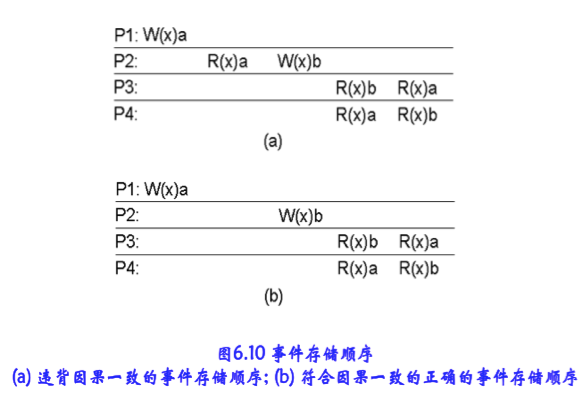 P1: W(x)a
P2: R(x)a W(x)b
P3: R(x)b R(x)a
P4: R(x)a R(x)b
(a)
P1: W(x)a
P2: W(x)b
P3: R(x)b R(x)a
P4: R(x)a R(x)b
(b)
图6.10 事件存储顺序
(a) 违背因果一致的事件存储顺序; (b) 符合因果一致的正确的事件存储顺序